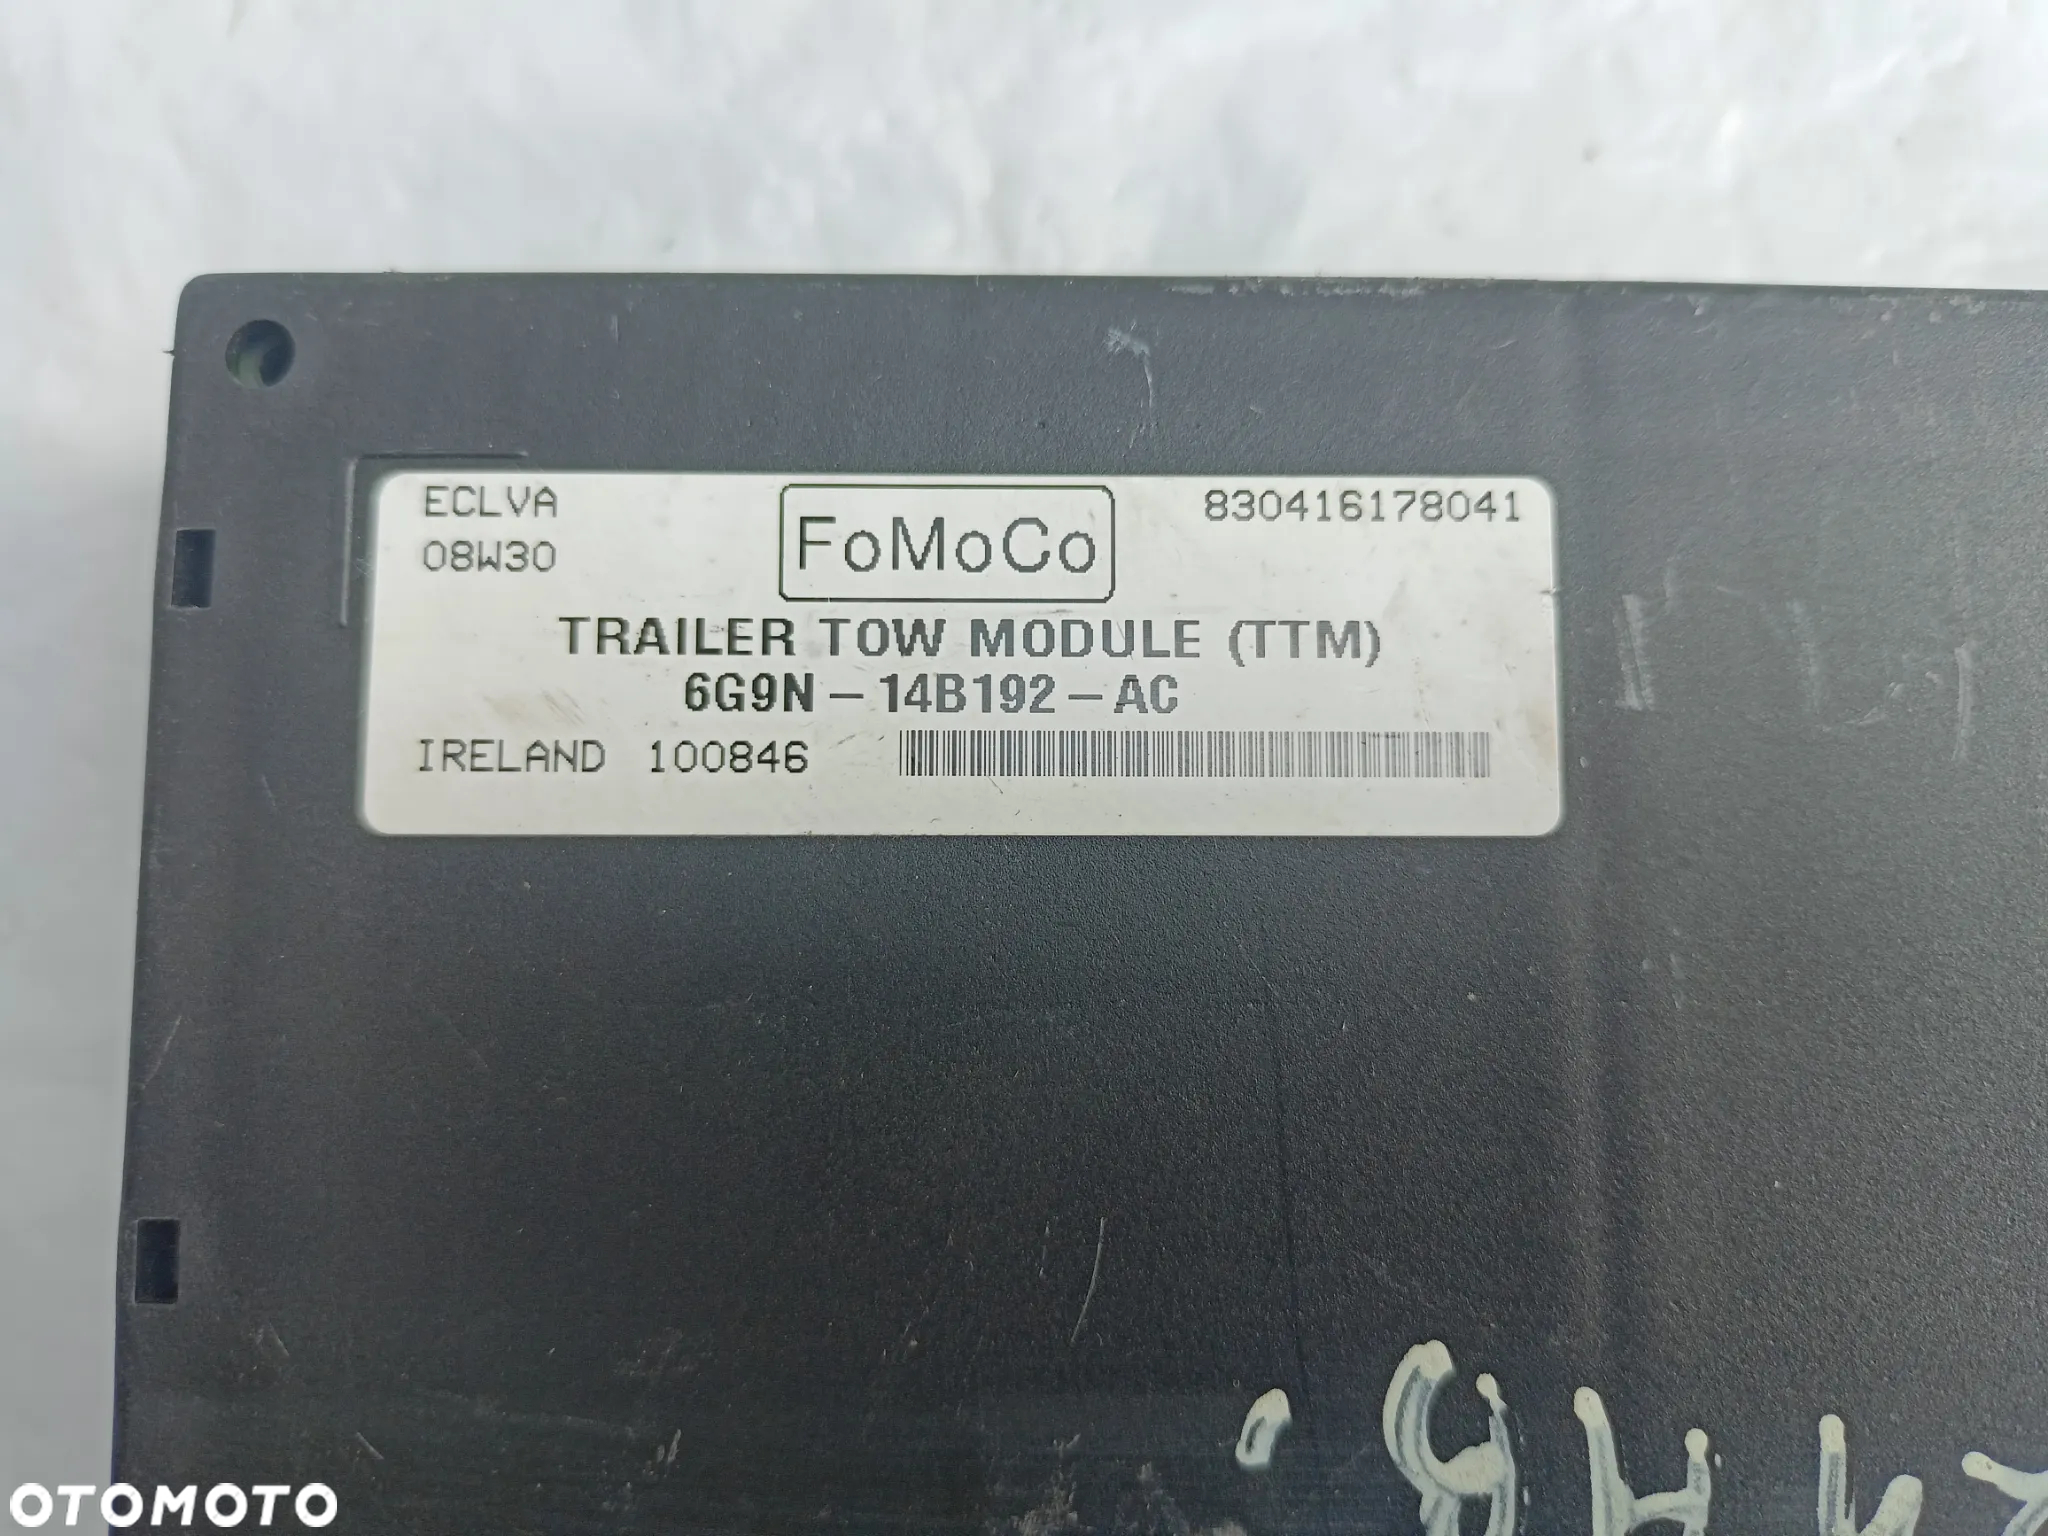 ECLVA
08W30
FoMoCo
830416178041
TRAILER TOW MODULE (TTM)
6G9N-14B192-AC
IRELAND 100846
OTOMOTO